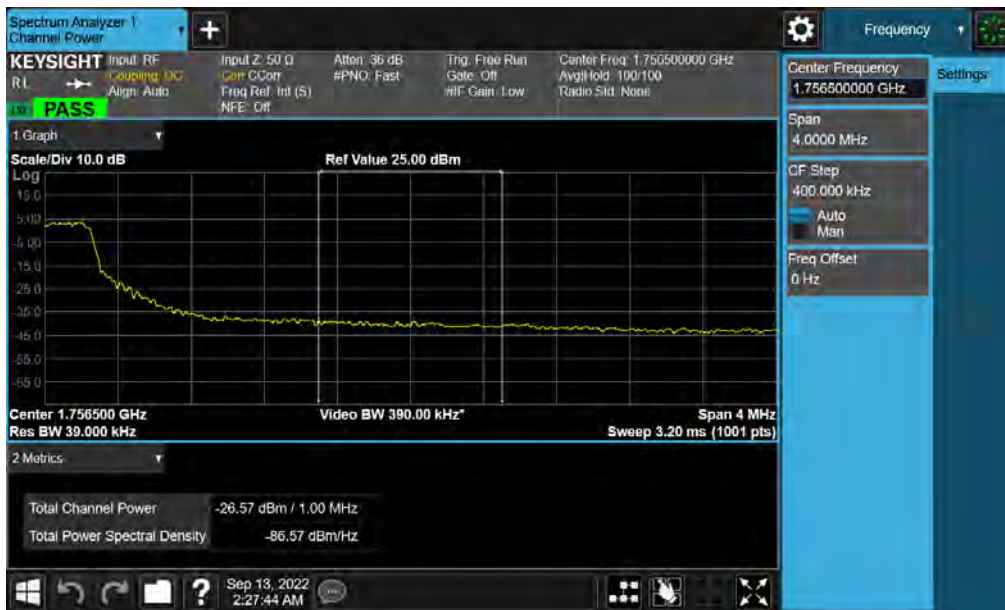 Spectrum Analyzer 1
Channel Power
+
Frequency
KEYSIGHT
RL
PASS
Input: RF
Coupling: DC
Align: Auto
Input Z: 50 Ω
Corr CCorr
Freq Ref: Int (S)
NFE: Off
Atten: 36 dB
#PNO: Fast
Trig: Free Run
Gate: Off
#IF Gain: Low
Center Freq: 1.756500000 GHz
Avg|Hold: 100/100
Radio Std: None
1 Graph
Scale/Div 10.0 dB
Ref Value 25.00 dBm
Log
15.0
5.00
-5.00
-15.0
-25.0
-35.0
-45.0
-55.0
-65.0
Center 1.756500 GHz
Video BW 390.00 kHz*
Span 4 MHz
Res BW 39.000 kHz
Sweep 3.20 ms (1001 pts)
2 Metrics
Total Channel Power -26.57 dBm / 1.00 MHz
Total Power Spectral Density -86.57 dBm/Hz
?
Sep 13, 2022
2:27:44 AM
Center Frequency
1.756500000 GHz
Span
4.0000 MHz
CF Step
400.000 kHz
Auto
Man
Freq Offset
0 Hz
Settings